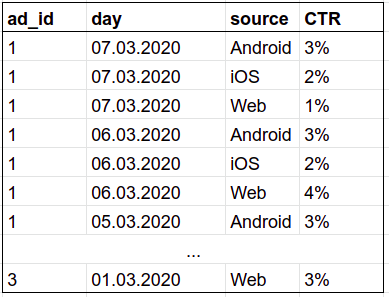 ad_id day source CTR
1 07.03.2020 Android 3%
1 07.03.2020 iOS 2%
1 07.03.2020 Web 1%
1 06.03.2020 Android 3%
1 06.03.2020 iOS 2%
1 06.03.2020 Web 4%
1 05.03.2020 Android 3%
...
3 01.03.2020 Web 3%